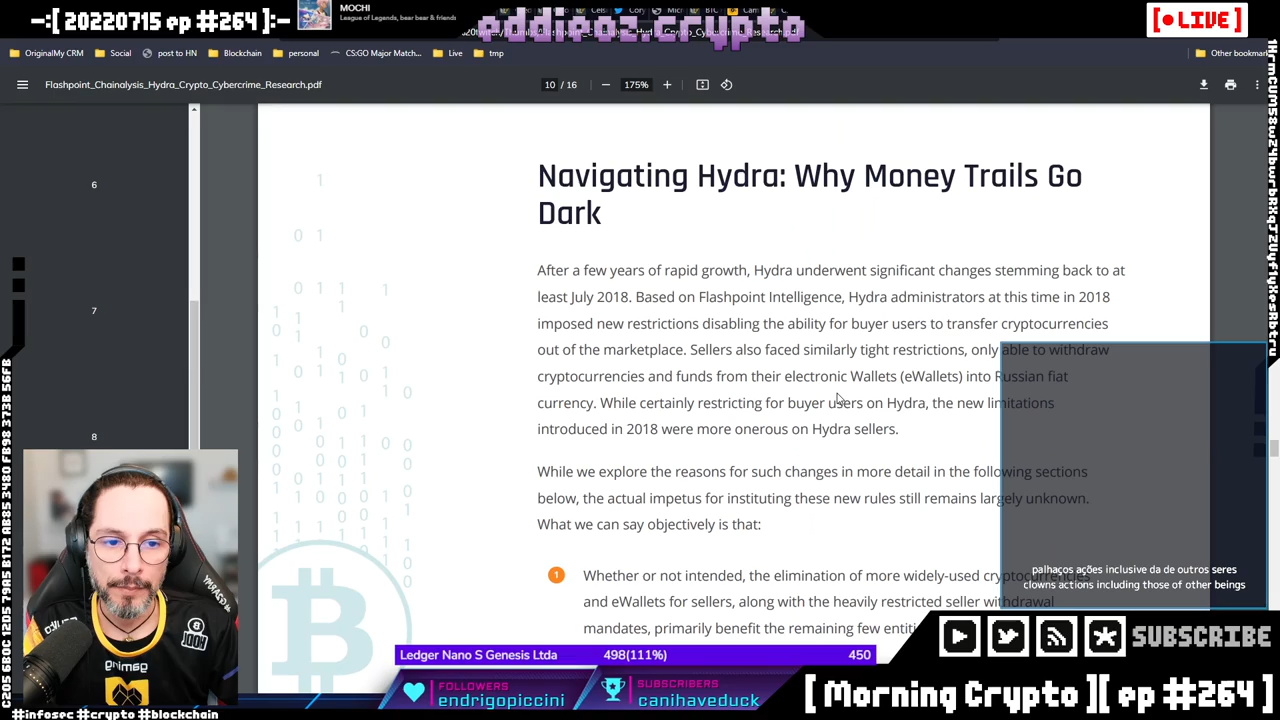 -:[ 20220715 ep #264 ]:-
MOCHI
League of Legends, bear bear & friends
eddieoz.crypto
[ LIVE ]
OriginalMy CRM
Social
post to HN
Blockchain
personal
CS:GO Major Match...
Live
tmp
Other bookmar
Flashpoint_Chainalysis_Hydra_Crypto_Cybercrime_Research.pdf
10 / 16
175%
6
7
8
Navigating Hydra: Why Money Trails Go
Dark
After a few years of rapid growth, Hydra underwent significant changes stemming back to at
least July 2018. Based on Flashpoint Intelligence, Hydra administrators at this time in 2018
imposed new restrictions disabling the ability for buyer users to transfer cryptocurrencies
out of the marketplace. Sellers also faced similarly tight restrictions, only able to withdraw
cryptocurrencies and funds from their electronic Wallets (eWallets) into Russian fiat
currency. While certainly restricting for buyer users on Hydra, the new limitations
introduced in 2018 were more onerous on Hydra sellers.
While we explore the reasons for such changes in more detail in the following sections
below, the actual impetus for instituting these new rules still remains largely unknown.
What we can say objectively is that:
1
Whether or not intended, the elimination of more widely-used cryptocurrencies
and eWallets for sellers, along with the heavily restricted seller withdrawal
mandates, primarily benefit the remaining few
palhaços ações inclusive da de outros seres
clowns actions including those of other beings
Ledger Nano S Genesis Ltda 498(111%) 450
FOLLOWERS
endrigopiccini
SUBSCRIBERS
canihaveduck
SUBSCRIBE
[ Morning Crypto ][ ep #264 ]
#infosec #crypto #blockchain